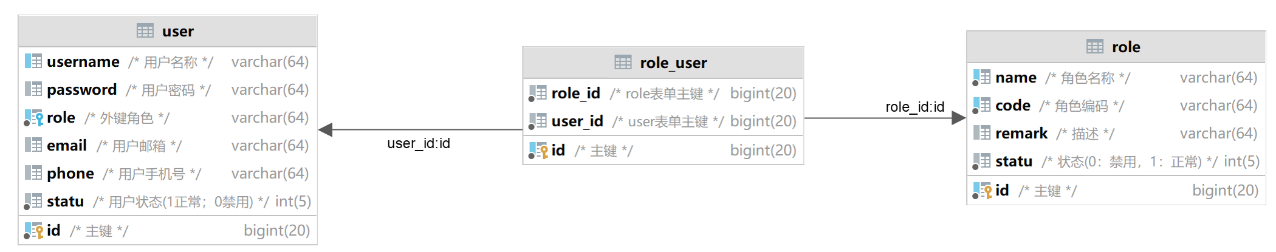 user
username /* 用户名称 */ varchar(64)
password /* 用户密码 */ varchar(64)
role /* 外键角色 */ varchar(64)
email /* 用户邮箱 */ varchar(64)
phone /* 用户手机号 */ varchar(64)
statu /* 用户状态(1正常；0禁用) */ int(5)
id /* 主键 */ bigint(20)
user_id:id
role_user
role_id /* role表单主键 */ bigint(20)
user_id /* user表单主键 */ bigint(20)
id /* 主键 */ bigint(20)
role_id:id
role
name /* 角色名称 */ varchar(64)
code /* 角色编码 */ varchar(64)
remark /* 描述 */ varchar(64)
statu /* 状态(0：禁用，1：正常) */ int(5)
id /* 主键 */ bigint(20)